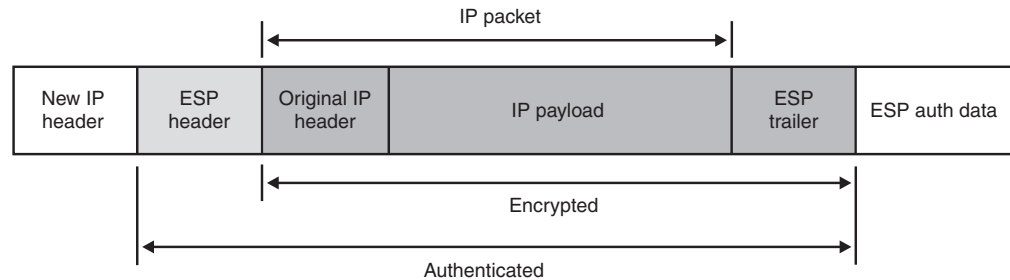 IP packet
New IP
header
ESP
header
Original IP
header
IP payload
ESP
trailer
ESP auth data
Encrypted
Authenticated